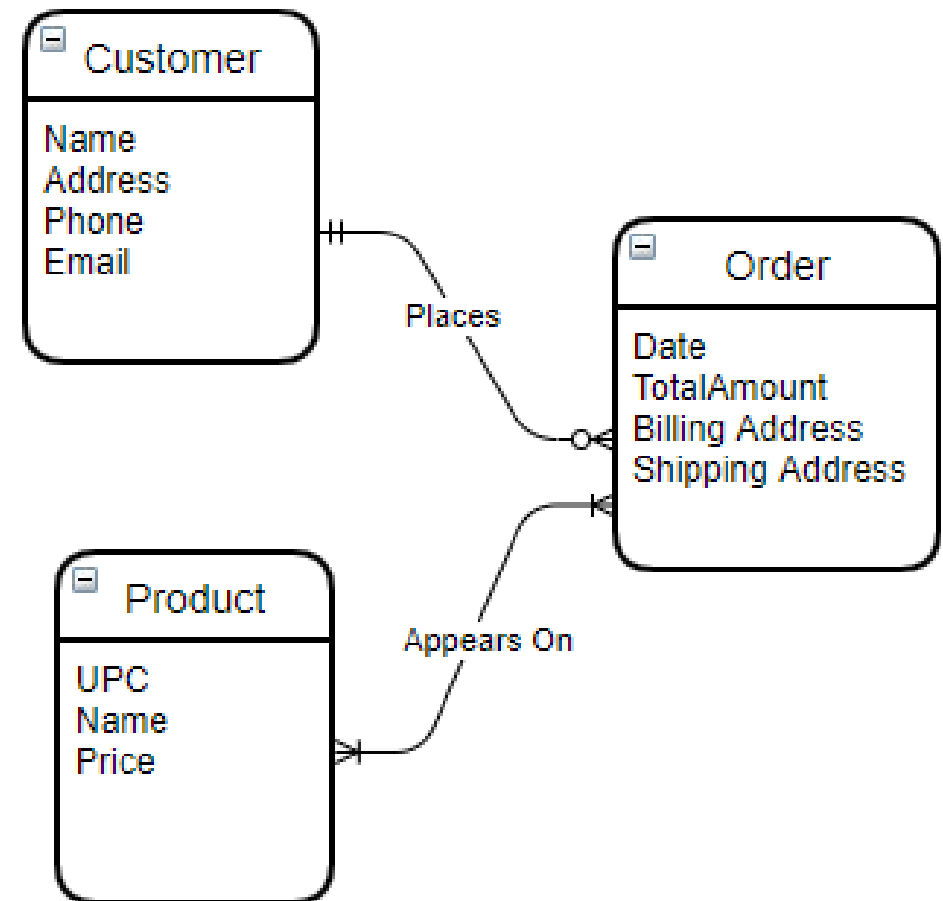 Customer
Name
Address
Phone
Email
Places
Order
Date
TotalAmount
Billing Address
Shipping Address
Appears On
Product
UPC
Name
Price